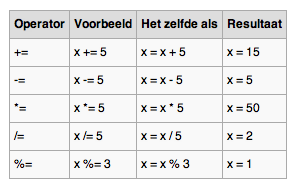 Operator Voorbeeld Het zelfde als Resultaat
+= x += 5 x = x + 5 x = 15
-= x -= 5 x = x - 5 x = 5
*= x *= 5 x = x * 5 x = 50
/= x /= 5 x = x / 5 x = 2
%= x %= 3 x = x % 3 x = 1